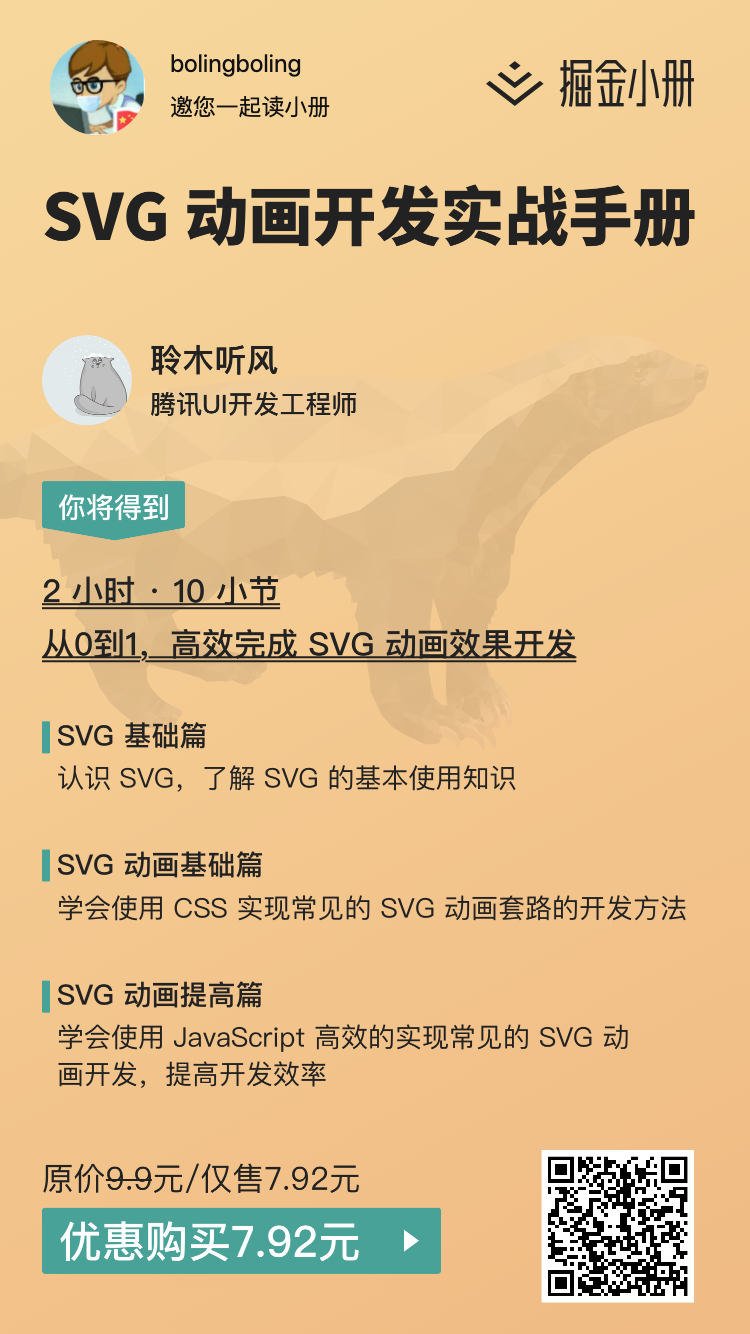 bolingboling
邀您一起读小册
掘金小册
SVG 动画开发实战手册
聆木听风
腾讯UI开发工程师
你将得到
2 小时 · 10 小节
从0到1，高效完成 SVG 动画效果开发
SVG 基础篇
认识 SVG，了解 SVG 的基本使用知识
SVG 动画基础篇
学会使用 CSS 实现常见的 SVG 动画套路的开发方法
SVG 动画提高篇
学会使用 JavaScript 高效的实现常见的 SVG 动
画开发，提高开发效率
原价9.9元/仅售7.92元
优惠购买7.92元